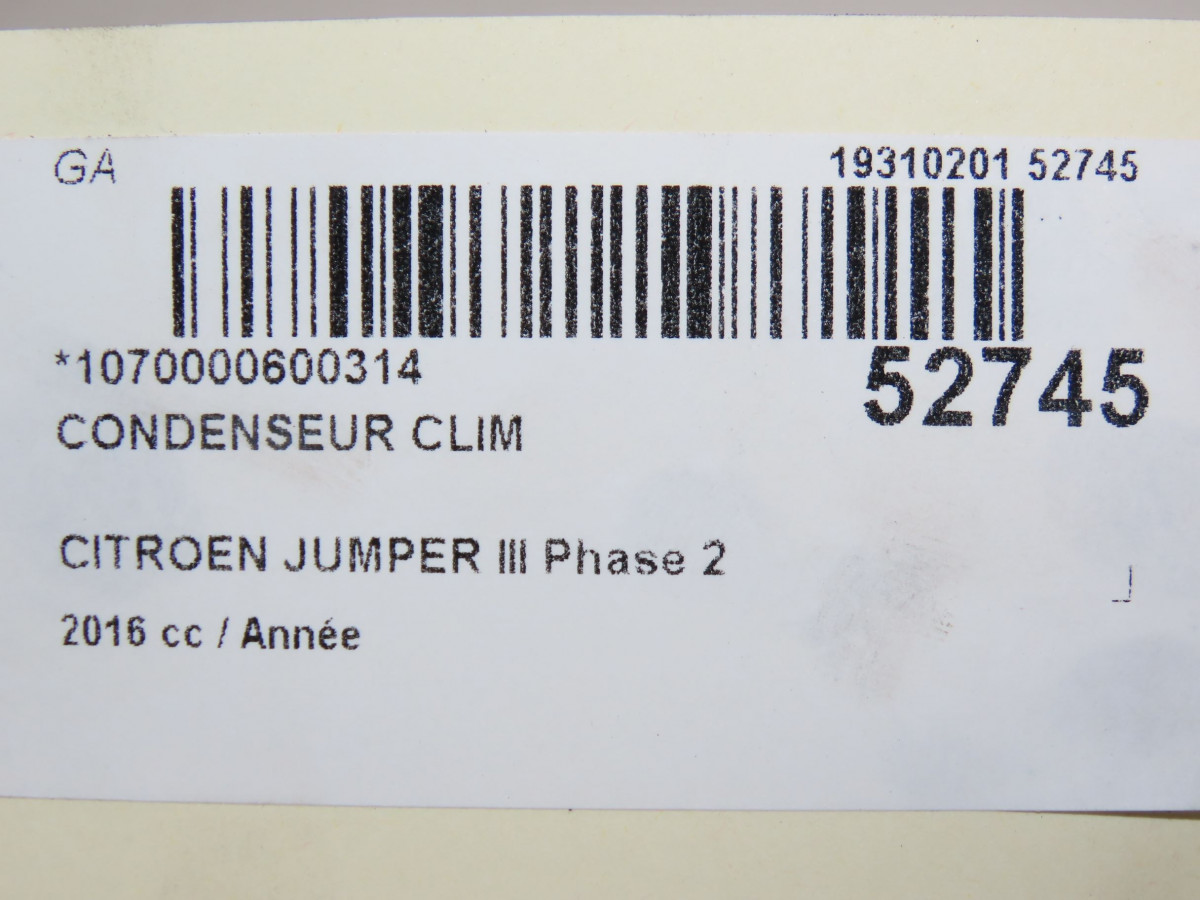 GA 19310201 52745
*1070000600314 52745
CONDENSEUR CLIM
CITROEN JUMPER III Phase 2
2016 cc / Année